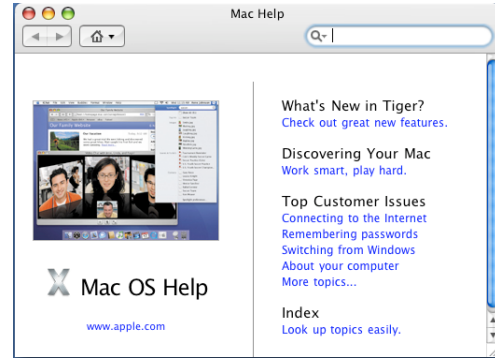 Mac Help
What's New in Tiger?
Check out great new features.
Discovering Your Mac
Work smart, play hard.
Top Customer Issues
Connecting to the Internet
Remembering passwords
Switching from Windows
About your computer
More topics...
Index
Look up topics easily.
X Mac OS Help
www.apple.com